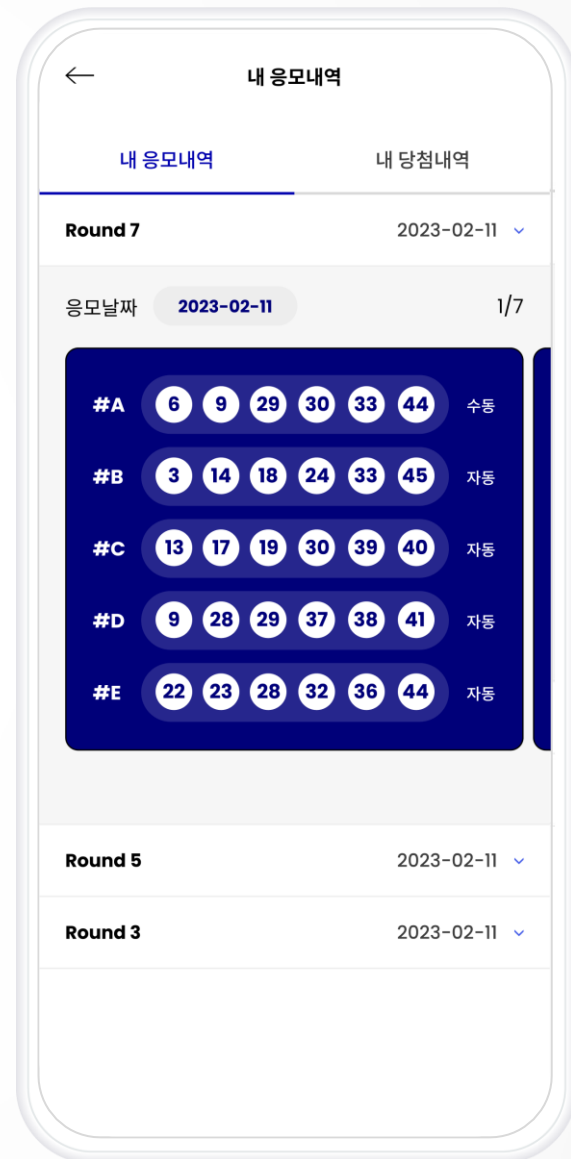 내 응모내역
내 응모내역 내 당첨내역
Round 7 2023-02-11
응모날짜 2023-02-11 1/7
#A 6 9 29 30 33 44 수동
#B 3 14 18 24 33 45 자동
#C 13 17 19 30 39 40 자동
#D 9 28 29 37 38 41 자동
#E 22 23 28 32 36 44 자동
Round 5 2023-02-11
Round 3 2023-02-11